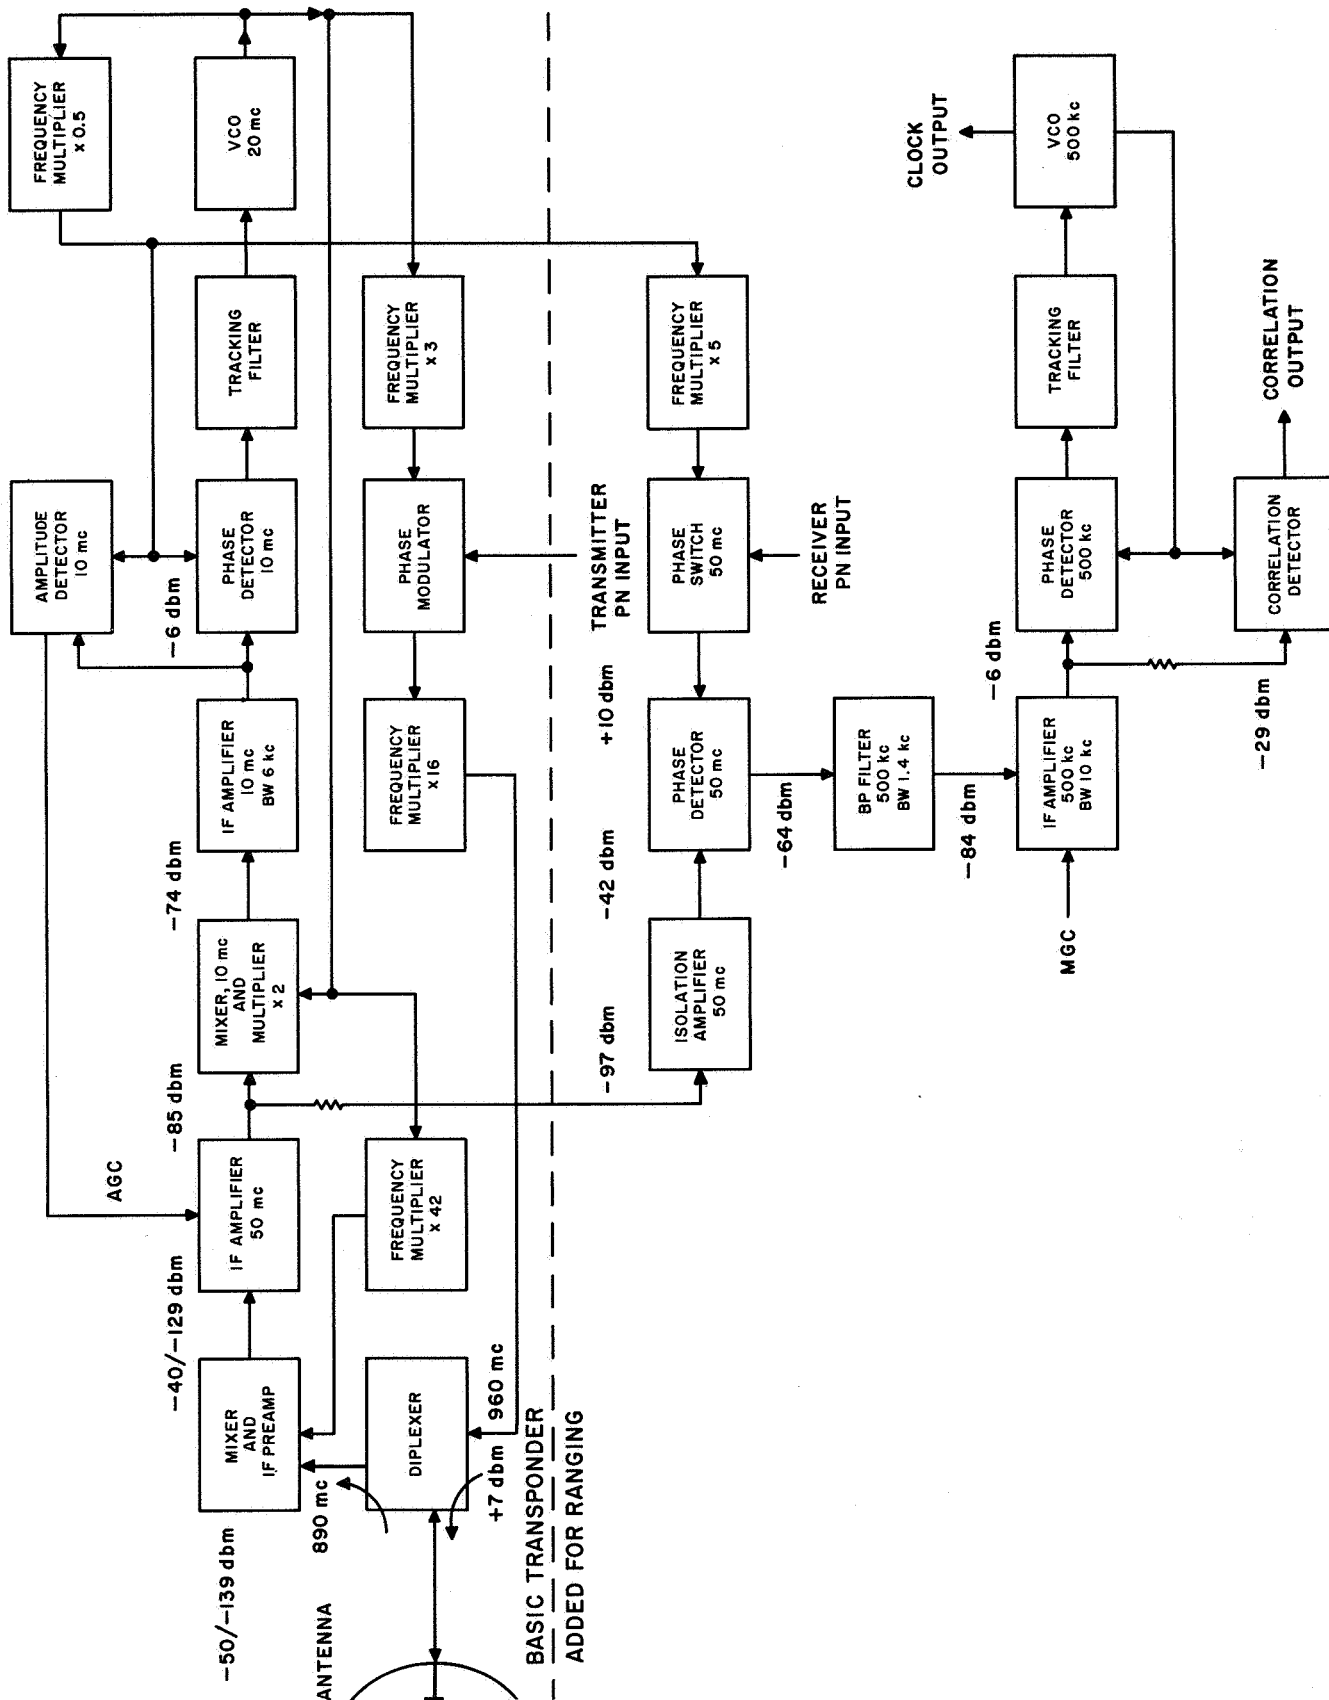 FREQUENCY
MULTIPLIER
x 0.5
VCO
20 mc
AMPLITUDE
DETECTOR
10 mc
PHASE
DETECTOR
10 mc
TRACKING
FILTER
-6 dbm
IF AMPLIFIER
10 mc
BW 6 kc
-74 dbm
MIXER, 10 mc
AND
MULTIPLIER
x 2
-85 dbm
AGC
IF AMPLIFIER
50 mc
-40/-129 dbm
MIXER
AND
IF PREAMP
-50/-139 dbm
890 mc
ANTENNA
DIPLEXER
+7 dbm
960 mc
FREQUENCY
MULTIPLIER
x 42
FREQUENCY
MULTIPLIER
x 16
PHASE
MODULATOR
FREQUENCY
MULTIPLIER
x 3
BASIC TRANSPONDER
ADDED FOR RANGING
TRANSMITTER
PN INPUT
-97 dbm
ISOLATION
AMPLIFIER
50 mc
-42 dbm
PHASE
DETECTOR
50 mc
+10 dbm
PHASE
SWITCH
50 mc
FREQUENCY
MULTIPLIER
x 5
RECEIVER
PN INPUT
-64 dbm
BP FILTER
500 kc
BW 1.4 kc
-84 dbm
MGC
IF AMPLIFIER
500 kc
BW 10 kc
-6 dbm
PHASE
DETECTOR
500 kc
TRACKING
FILTER
VCO
500 kc
CLOCK
OUTPUT
-29 dbm
CORRELATION
DETECTOR
CORRELATION
OUTPUT